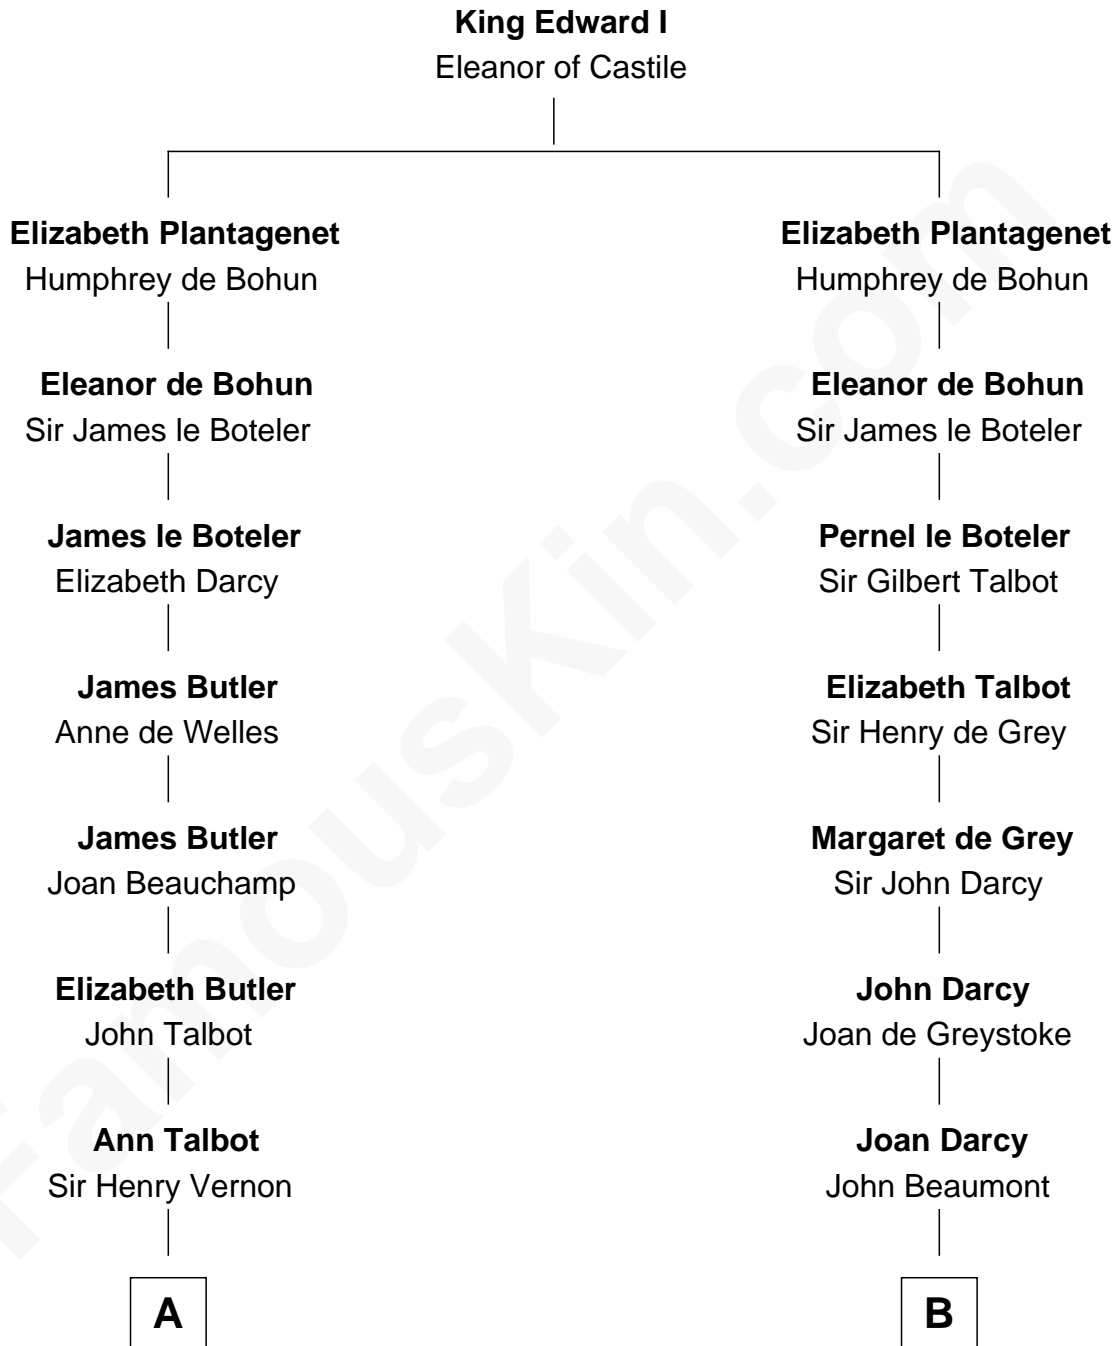 King Edward I
Eleanor of Castile
Elizabeth Plantagenet
Humphrey de Bohun
Eleanor de Bohun
Sir James le Boteler
James le Boteler
Elizabeth Darcy
James Butler
Anne de Welles
James Butler
Joan Beauchamp
Elizabeth Butler
John Talbot
Ann Talbot
Sir Henry Vernon
A
Elizabeth Plantagenet
Humphrey de Bohun
Eleanor de Bohun
Sir James le Boteler
Pernel le Boteler
Sir Gilbert Talbot
Elizabeth Talbot
Sir Henry de Grey
Margaret de Grey
Sir John Darcy
John Darcy
Joan de Greystoke
Joan Darcy
John Beaumont
B
FamousKin.com